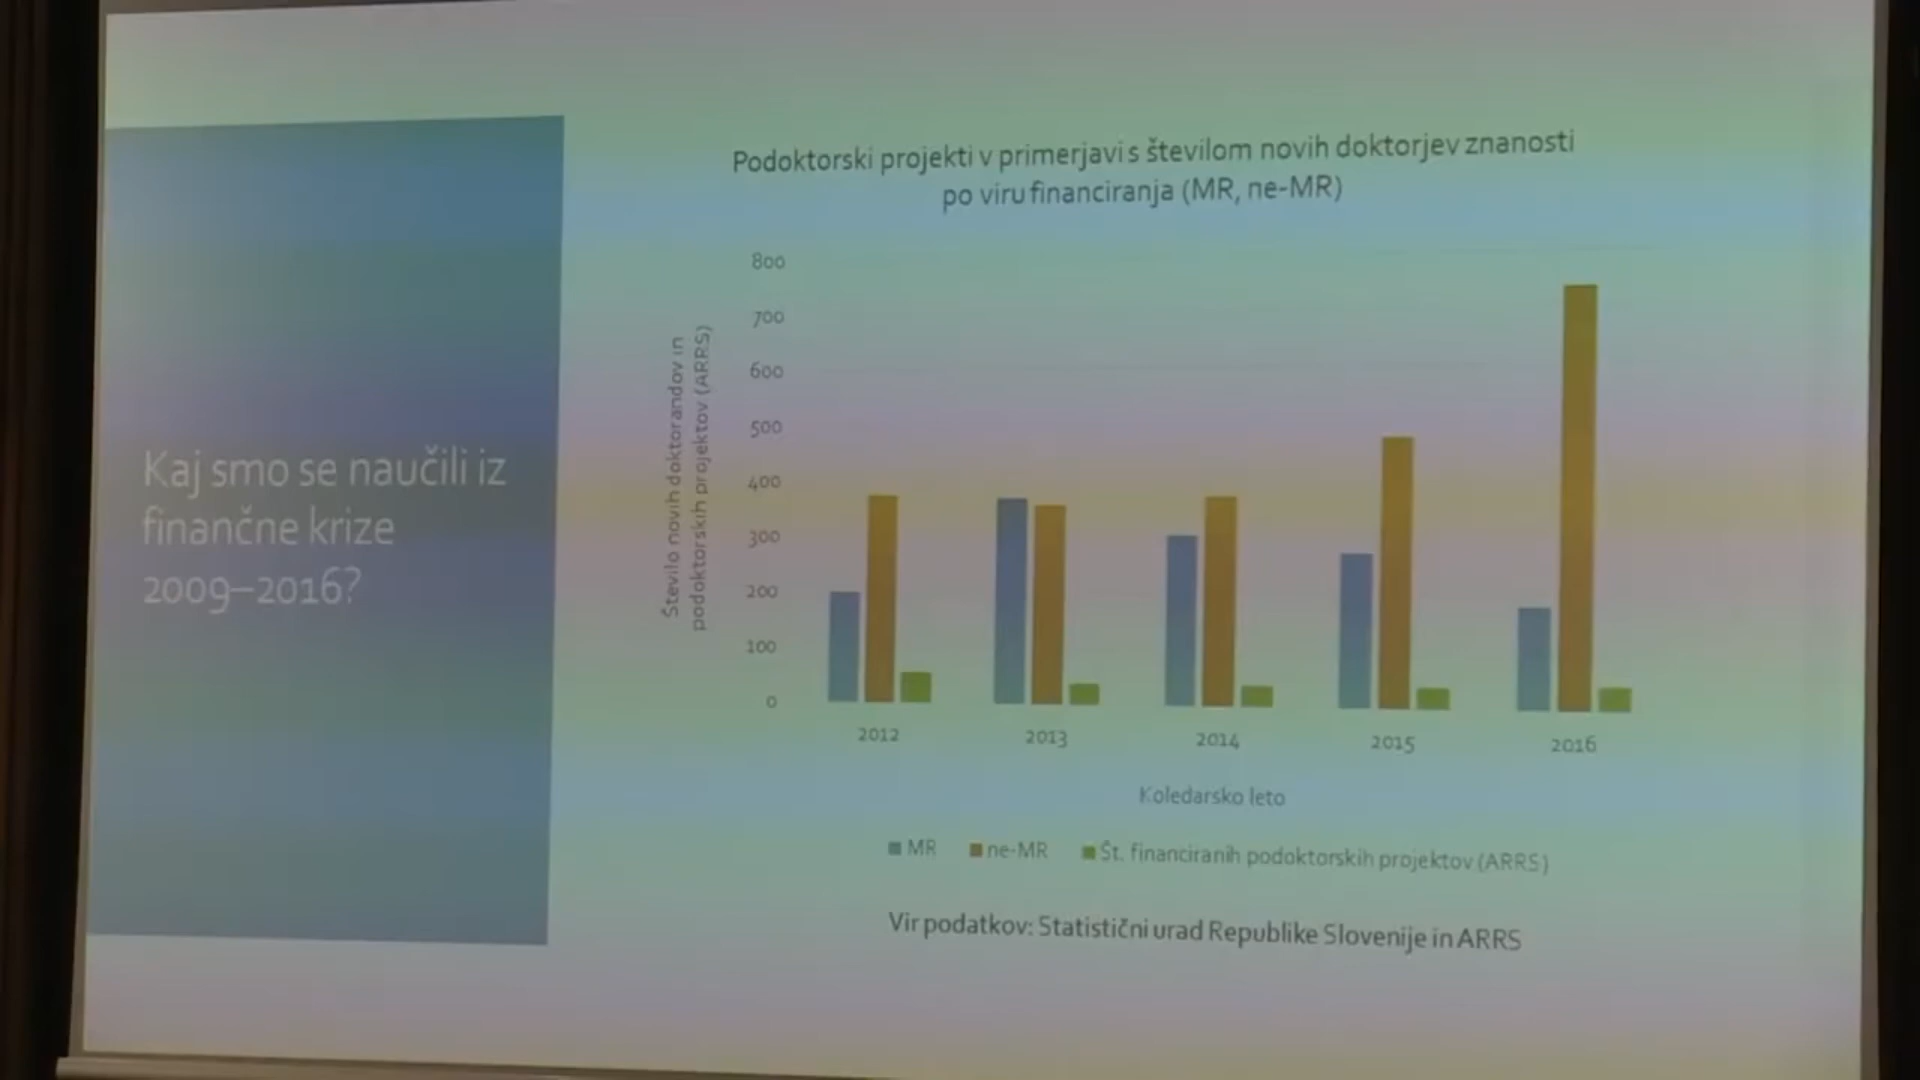 Kaj smo se naučili iz
finančne krize
2009–2016?
Podoktorski projekti v primerjavi s številom novih doktorjev znanosti
po viru financiranja (MR, ne-MR)
Število novih doktorandov in
podoktorskih projektov (ARRS)
800
700
600
500
400
300
200
100
0
2012
2013
2014
2015
2016
Koledarsko leto
MR
ne-MR
Št. financiranih podoktorskih projektov (ARRS)
Vir podatkov: Statistični urad Republike Slovenije in ARRS